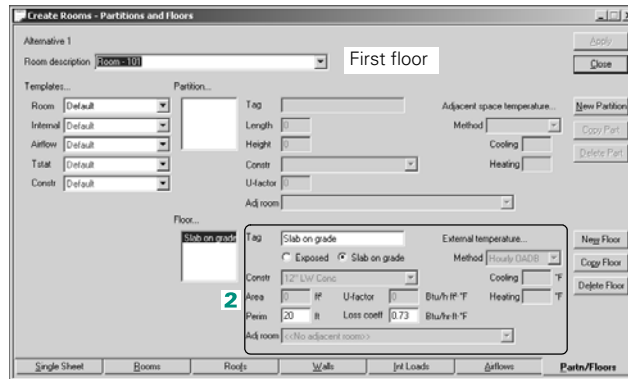 Create Rooms - Partitions and Floors
Alternative 1
Apply
Room description Room - 101
First floor
Close
Templates...
Partition...
Room Default
Tag
Adjacent space temperature...
New Partition
Internal Default
Length 0
Method
Copy Part
Airflow Default
Height 0
Cooling
Delete Part
Tstat Default
Constr
Heating
Constr Default
U-factor 0
Adj room
Floor...
Slab on grade
Tag Slab on grade
External temperature...
New Floor
Exposed Slab on grade
Method Hourly OADB
Copy Floor
Constr 12" LW Conc
Cooling °F
Delete Floor
2
Area 0 ft² U-factor 0 Btu/h·ft²·°F
Heating °F
Perim 20 ft Loss coeff 0.73 Btu/hr·ft·°F
Adj room <<No adjacent room>>
Single Sheet Rooms Roofs Walls Int Loads Airflows Partn/Floors